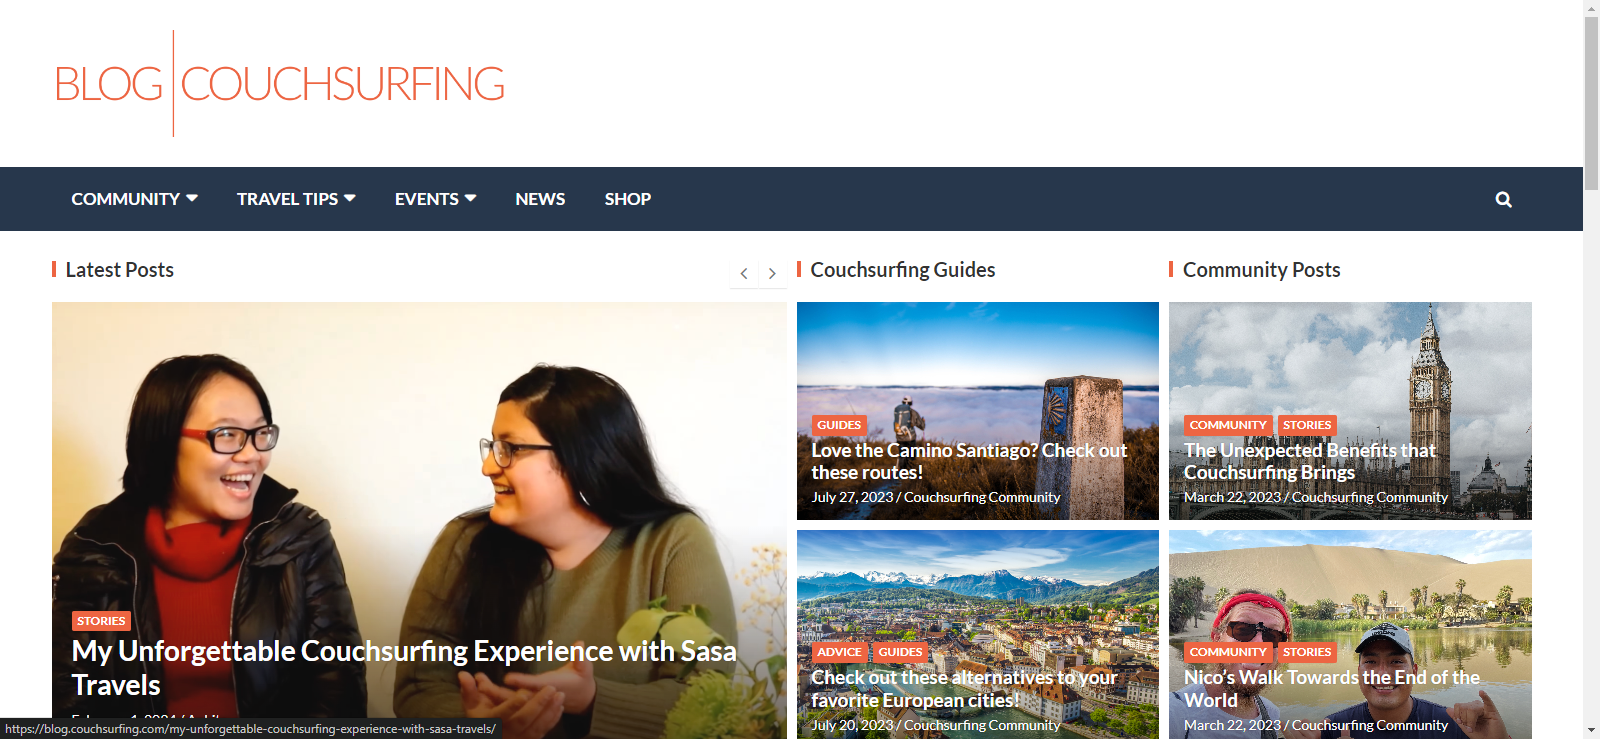 BLOG COUCHSURFING
COMMUNITY
TRAVEL TIPS
EVENTS
NEWS
SHOP
Latest Posts
STORIES
My Unforgettable Couchsurfing Experience with Sasa
Travels
Couchsurfing Guides
GUIDES
Love the Camino Santiago? Check out
these routes!
July 27, 2023 / Couchsurfing Community
ADVICE GUIDES
Check out these alternatives to your
favorite European cities!
July 20, 2023 / Couchsurfing Community
Community Posts
COMMUNITY STORIES
The Unexpected Benefits that
Couchsurfing Brings
March 22, 2023 / Couchsurfing Community
COMMUNITY STORIES
Nico's Walk Towards the End of the
World
March 22, 2023 / Couchsurfing Community
https://blog.couchsurfing.com/my-unforgettable-couchsurfing-experience-with-sasa-travels/